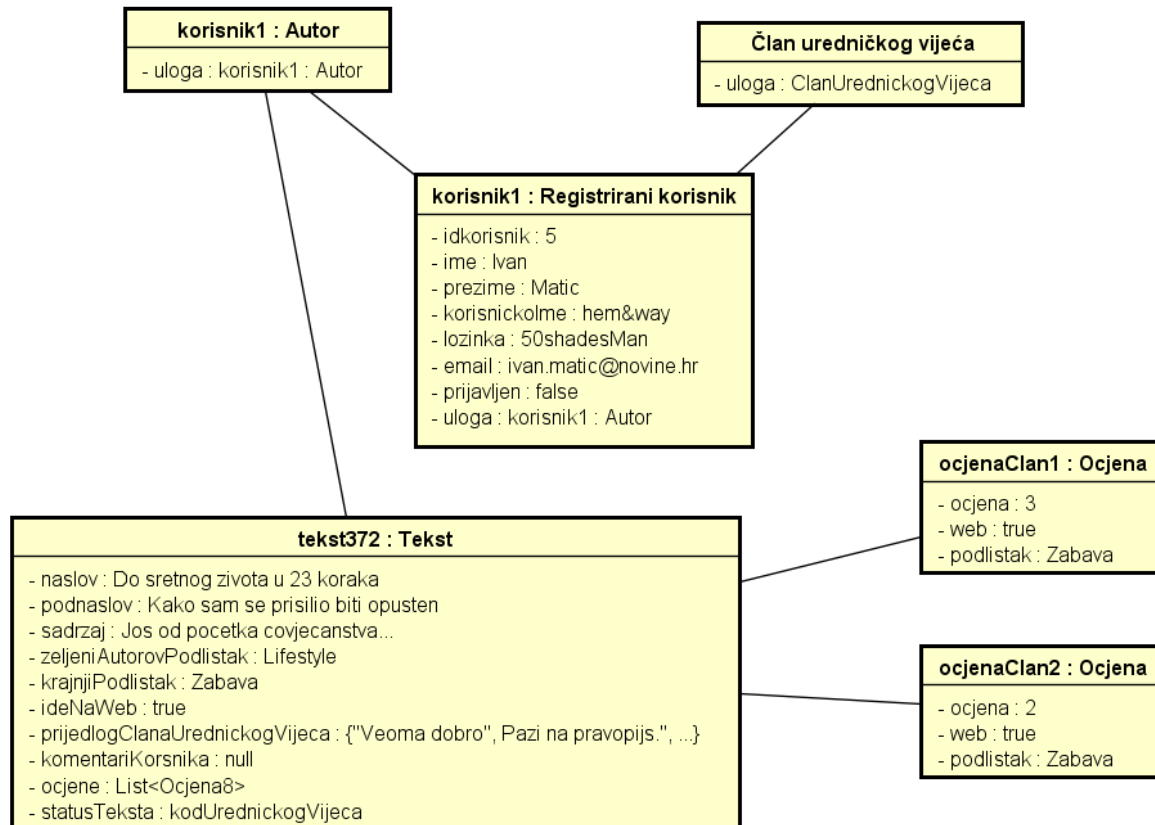 korisnik1 : Autor
- uloga : korisnik1 : Autor
Član uredničkog vijeća
- uloga : ClanUrednickogVijeca
korisnik1 : Registrirani korisnik
- idkorisnik : 5
- ime : Ivan
- prezime : Matic
- korisnickoIme : hem&way
- lozinka : 50shadesMan
- email : ivan.matic@novine.hr
- prijavljen : false
- uloga : korisnik1 : Autor
tekst372 : Tekst
- naslov : Do sretnog zivota u 23 koraka
- podnaslov : Kako sam se prisilio biti opusten
- sadrzaj : Jos od pocetka covjecanstva...
- zeljeniAutorovPodlistak : Lifestyle
- krajnjiPodlistak : Zabava
- ideNaWeb : true
- prijedlogClanaUrednickogVijeca : {"Veoma dobro", Pazi na pravopijs.", ...}
- komentariKorsnika : null
- ocjene : List<Ocjena8>
- statusTeksta : kodUrednickogVijeca
ocjenaClan1 : Ocjena
- ocjena : 3
- web : true
- podlistak : Zabava
ocjenaClan2 : Ocjena
- ocjena : 2
- web : true
- podlistak : Zabava